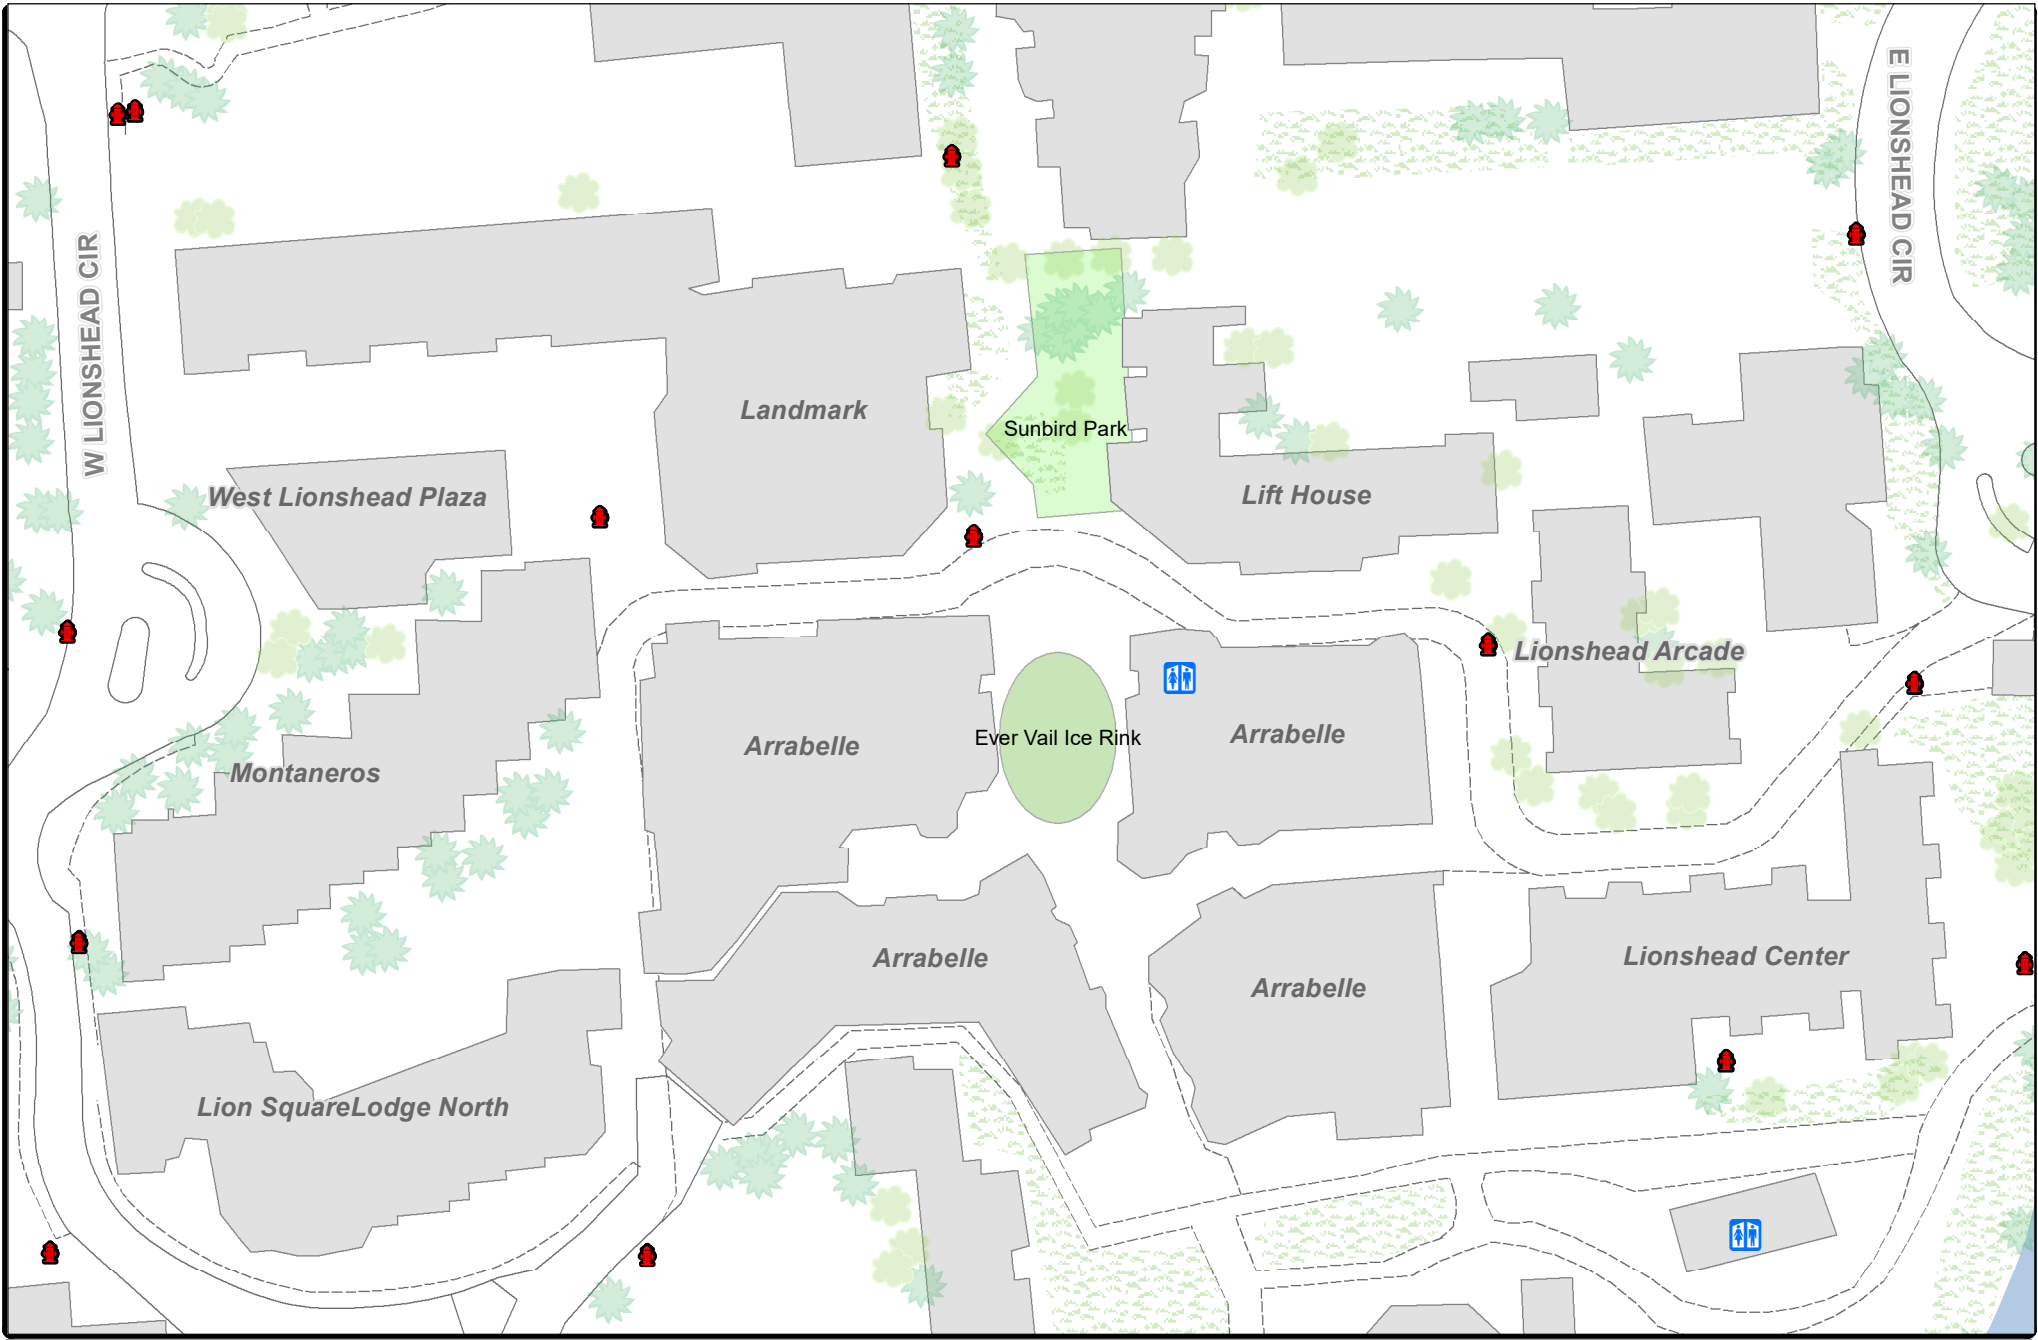 E LIONSHEAD CIR
W LIONSHEAD CIR
Landmark
Sunbird Park
West Lionshead Plaza
Lift House
Lionshead Arcade
Arrabelle
Ever Vail Ice Rink
Arrabelle
Montaneros
Arrabelle
Lionshead Center
Arrabelle
Lion SquareLodge North